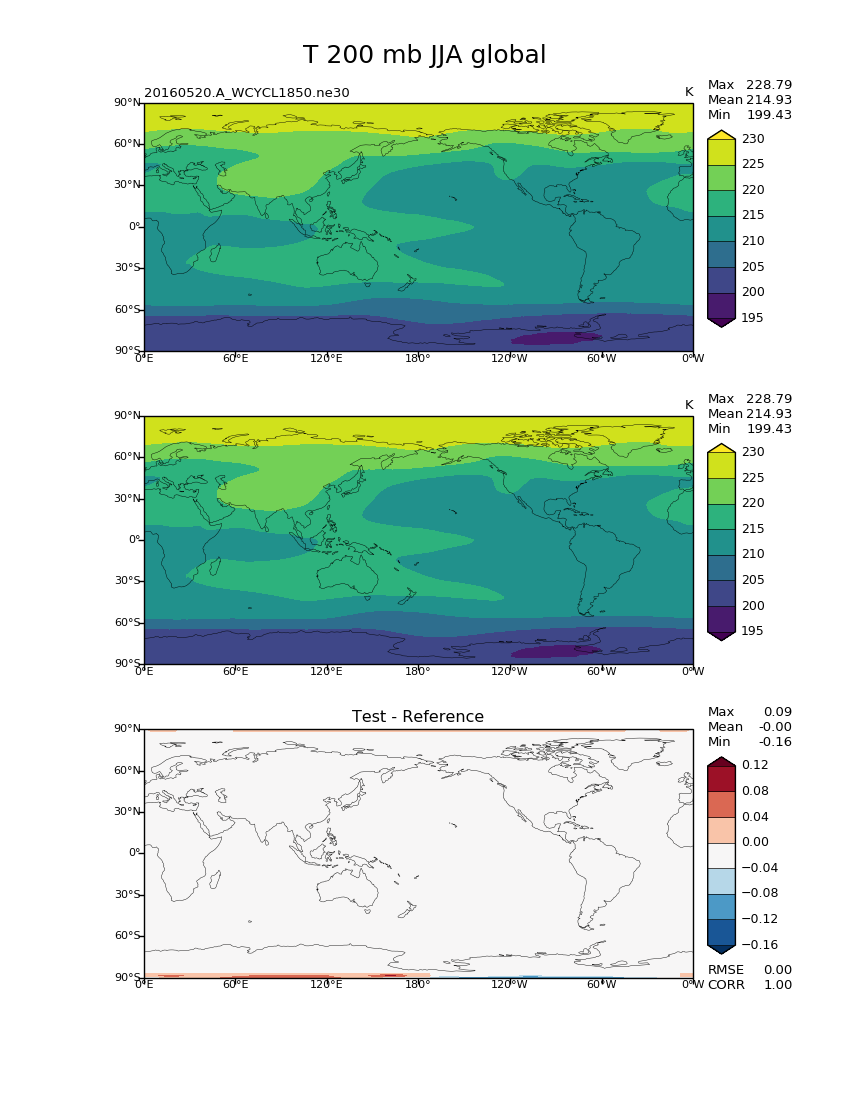 T 200 mb JJA global
20160520.A_WCYCL1850.ne30
K
Max 228.79
Mean 214.93
Min 199.43
90°N
60°N
30°N
0°
30°S
60°S
90°S
0°E 60°E 120°E 180° 120°W 60°W 0°W
230
225
220
215
210
205
200
195
K
Max 228.79
Mean 214.93
Min 199.43
90°N
60°N
30°N
0°
30°S
60°S
90°S
0°E 60°E 120°E 180° 120°W 60°W 0°W
230
225
220
215
210
205
200
195
Test - Reference
Max 0.09
Mean -0.00
Min -0.16
90°N
60°N
30°N
0°
30°S
60°S
90°S
0°E 60°E 120°E 180° 120°W 60°W 0°W
0.12
0.08
0.04
0.00
−0.04
−0.08
−0.12
−0.16
RMSE 0.00
CORR 1.00